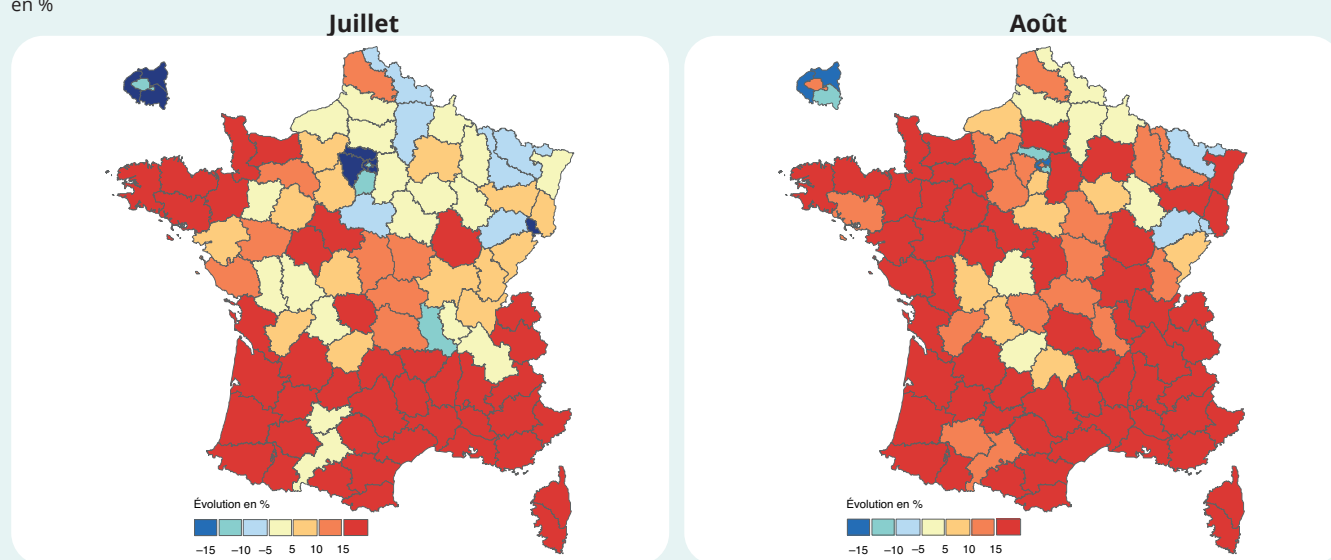 en %
Juillet
Août
Évolution en %
–15 –10 –5 5 10 15
Évolution en %
–15 –10 –5 5 10 15